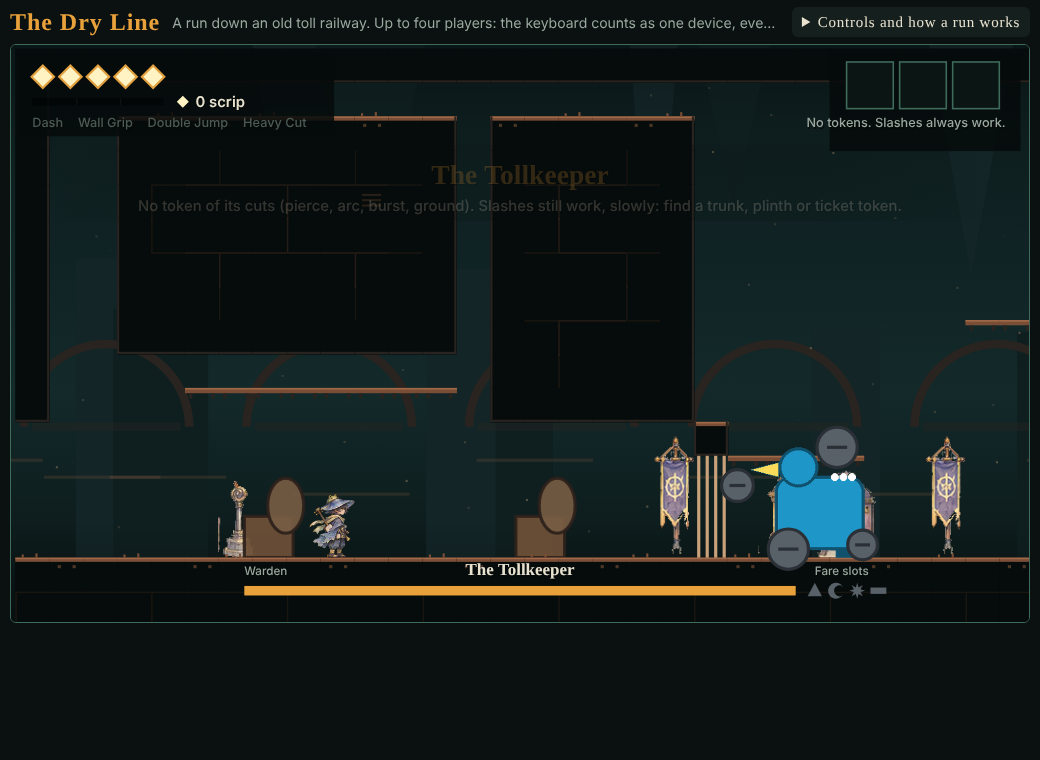 The Dry Line
A run down an old toll railway. Up to four players: the keyboard counts as one device, eve...
Controls and how a run works
0 scrip
Dash Wall Grip Double Jump Heavy Cut
No tokens. Slashes always work.
The Tollkeeper
No token of its cuts (pierce, arc, burst, ground). Slashes still work, slowly: find a trunk, plinth or ticket token.
Warden
The Tollkeeper
Fare slots